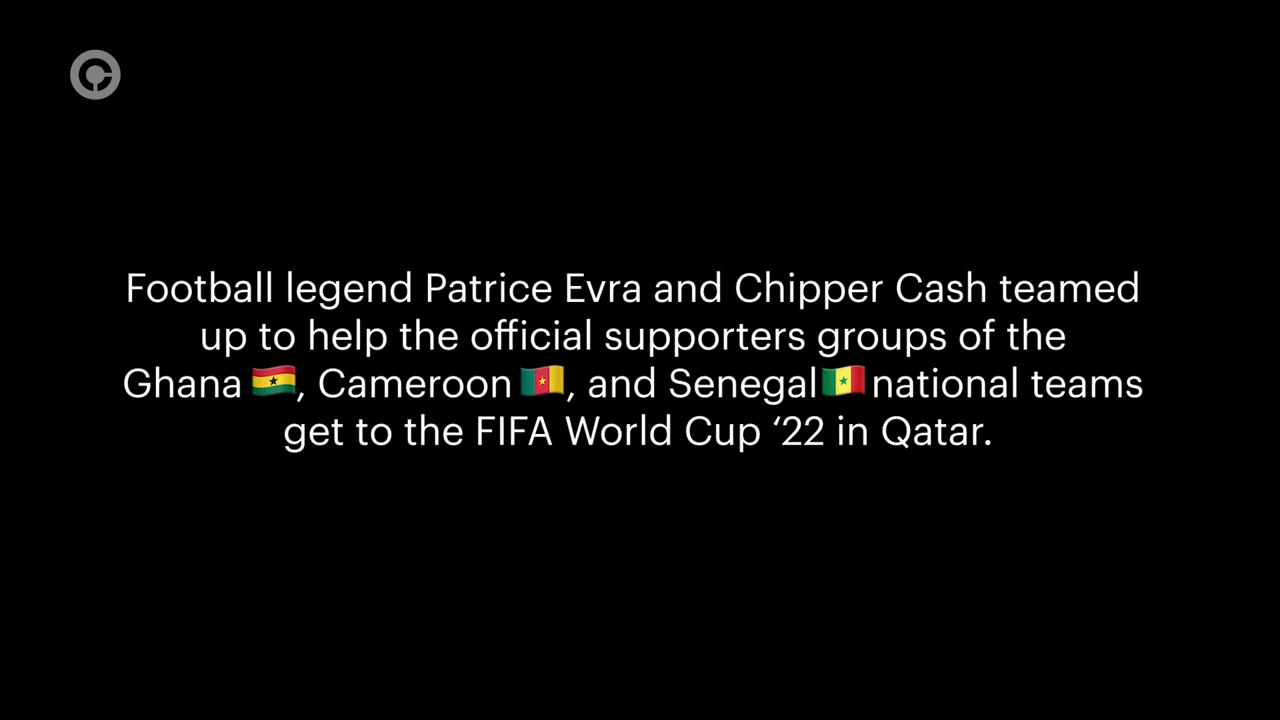 Football legend Patrice Evra and Chipper Cash teamed
up to help the official supporters groups of the
Ghana 🇬🇭, Cameroon 🇨🇲, and Senegal 🇸🇳 national teams
get to the FIFA World Cup ‘22 in Qatar.